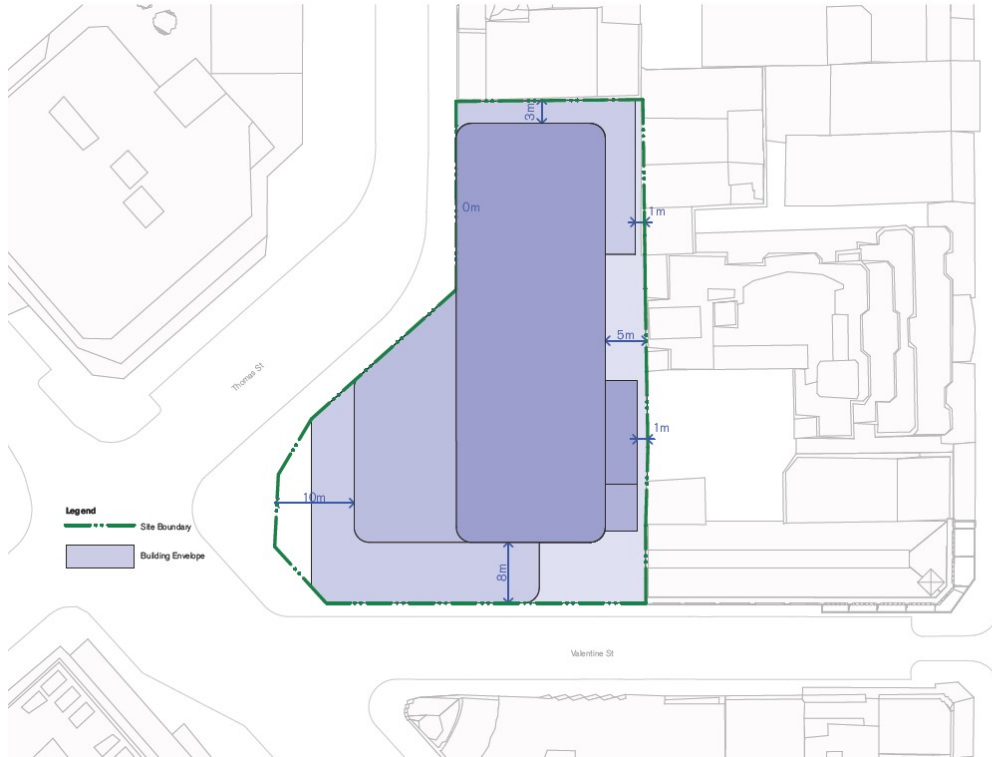 3m
0m
1m
5m
Thomas St
1m
10m
Legend
Site Boundary
Building Envelope
8m
Valentine St